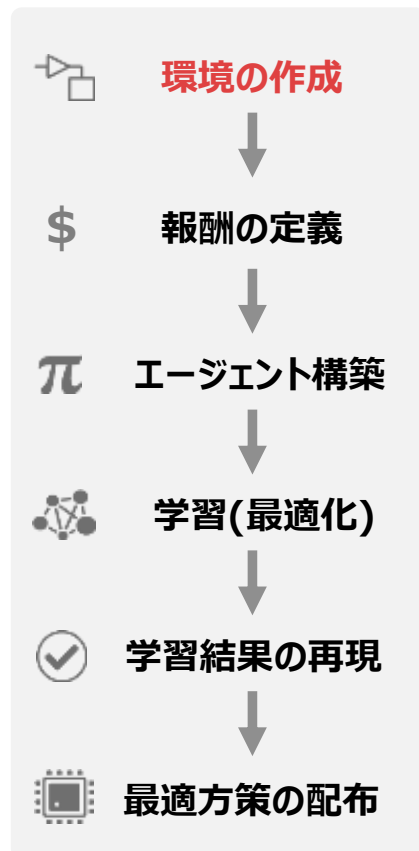 環境の作成
$ 報酬の定義
π エージェント構築
学習(最適化)
学習結果の再現
最適方策の配布